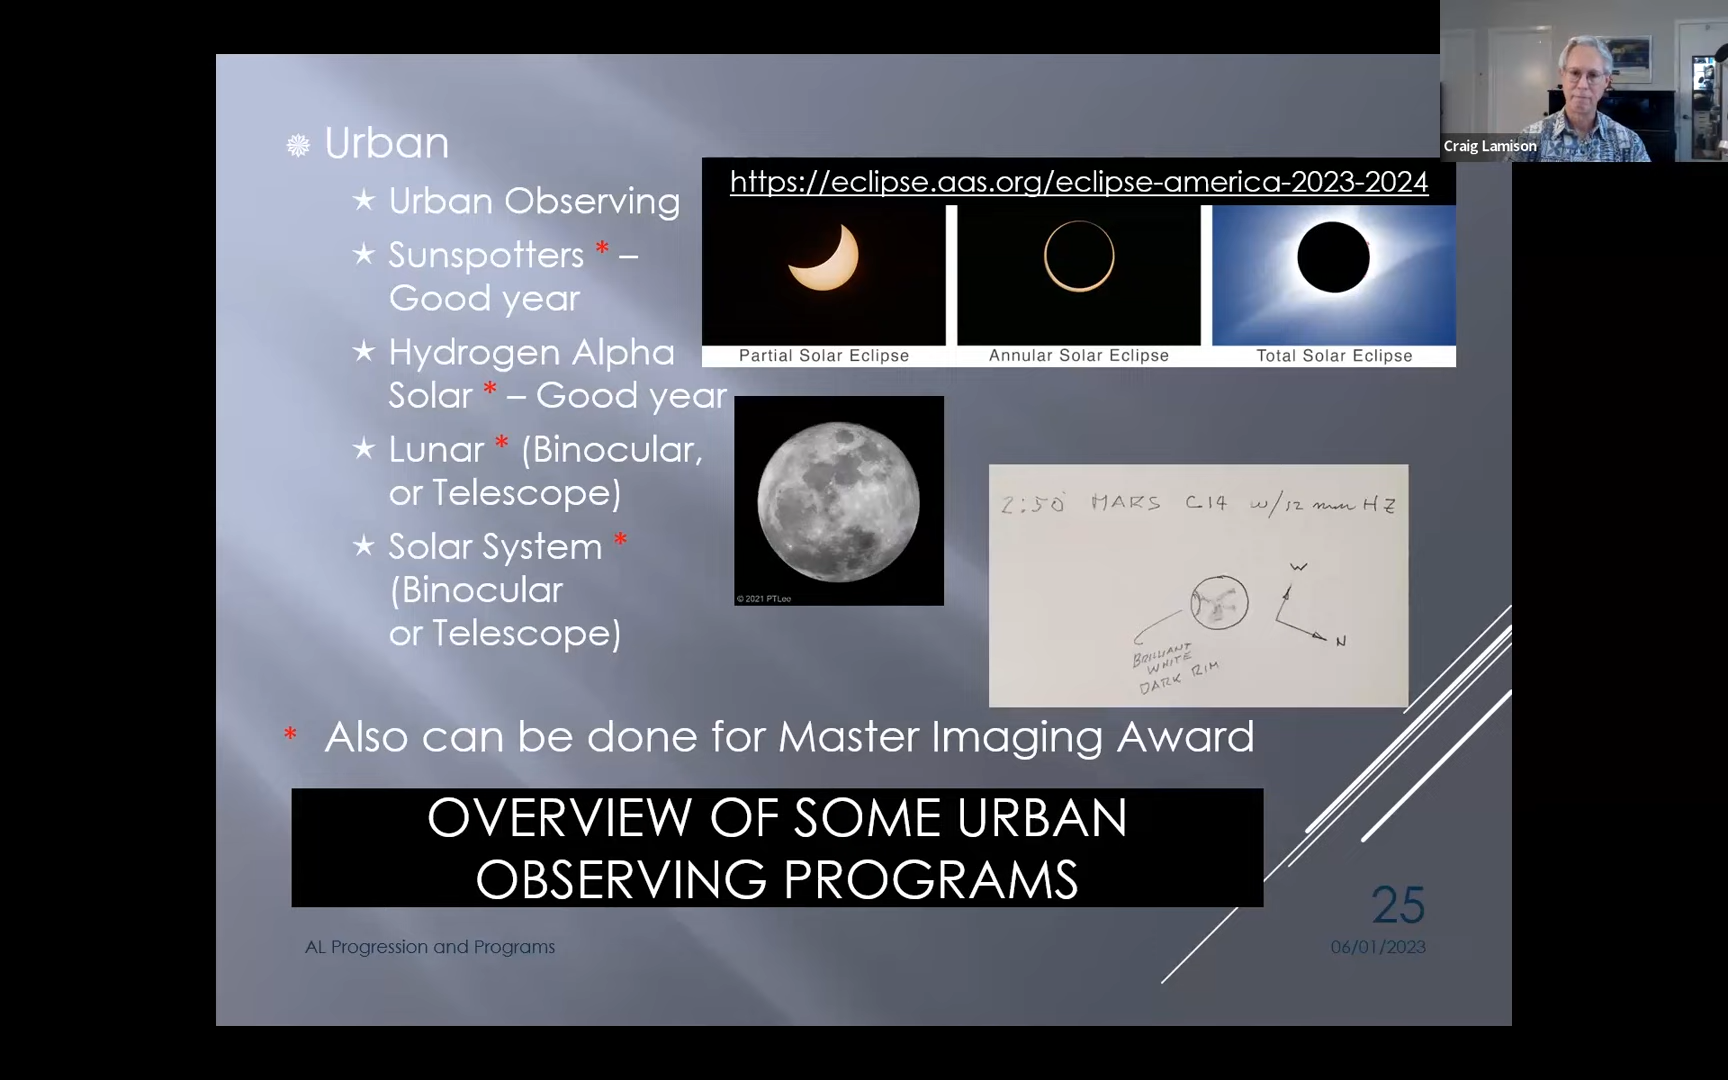 Urban
Urban Observing
Sunspotters * –
Good year
Hydrogen Alpha
Solar * – Good year
Lunar * (Binocular,
or Telescope)
Solar System *
(Binocular
or Telescope)
* Also can be done for Master Imaging Award
https://eclipse.aas.org/eclipse-america-2023-2024
Partial Solar Eclipse
Annular Solar Eclipse
Total Solar Eclipse
© 2021 PTLee
2:50 MARS C14 w/12 mm HZ
W
N
BRILLIANT
WHITE
DARK RIM
OVERVIEW OF SOME URBAN
OBSERVING PROGRAMS
25
AL Progression and Programs
06/01/2023
Craig Lamison